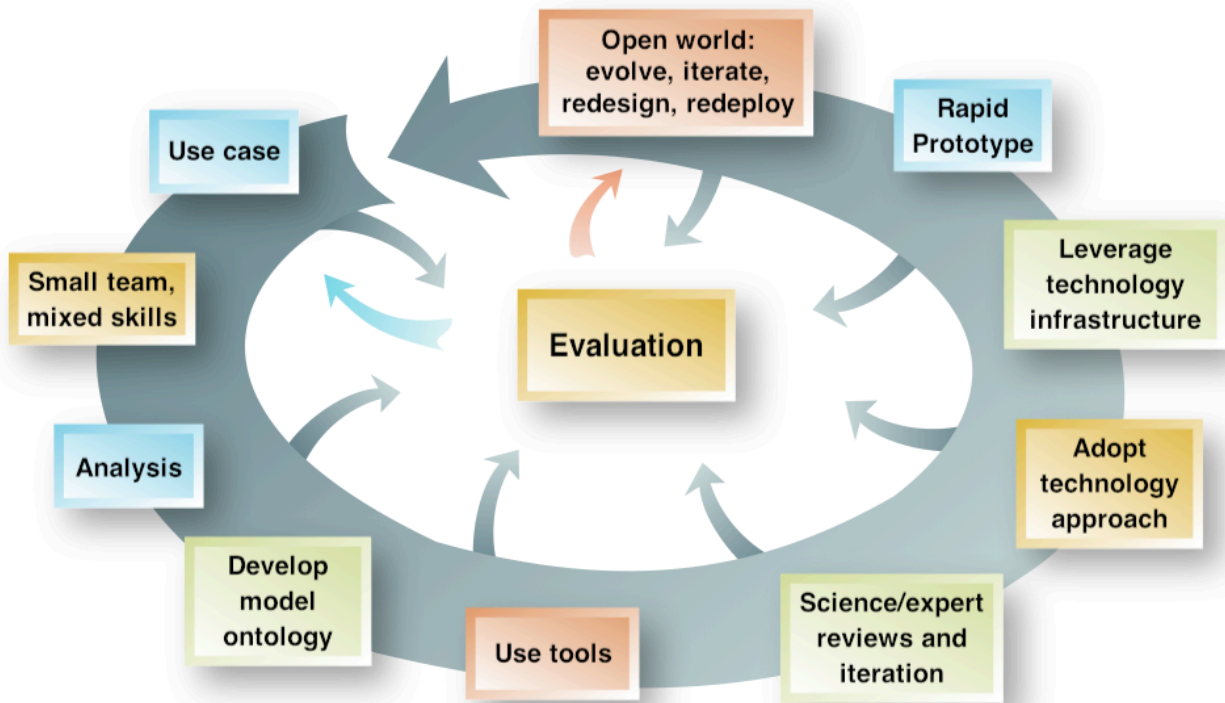 Open world:
evolve, iterate,
redesign, redeploy
Rapid
Prototype
Use case
Leverage
technology
infrastructure
Small team,
mixed skills
Evaluation
Analysis
Adopt
technology
approach
Develop
model
ontology
Use tools
Science/expert
reviews and
iteration